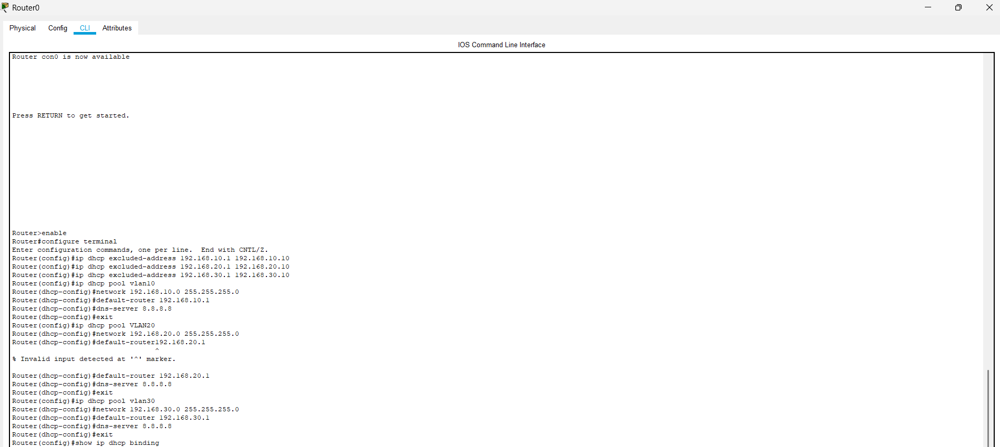 Router0
Physical Config CLI Attributes
IOS Command Line Interface
Router con0 is now available
Press RETURN to get started.
Router>enable
Router#configure terminal
Enter configuration commands, one per line.  End with CNTL/Z.
Router(config)#ip dhcp excluded-address 192.168.10.1 192.168.10.10
Router(config)#ip dhcp excluded-address 192.168.20.1 192.168.20.10
Router(config)#ip dhcp excluded-address 192.168.30.1 192.168.30.10
Router(config)#ip dhcp pool vlan10
Router(dhcp-config)#network 192.168.10.0 255.255.255.0
Router(dhcp-config)#default-router 192.168.10.1
Router(dhcp-config)#dns-server 8.8.8.8
Router(dhcp-config)#exit
Router(config)#ip dhcp pool VLAN20
Router(dhcp-config)#network 192.168.20.0 255.255.255.0
Router(dhcp-config)#default-router192.168.20.1
^
% Invalid input detected at '^' marker.
Router(dhcp-config)#default-router 192.168.20.1
Router(dhcp-config)#dns-server 8.8.8.8
Router(dhcp-config)#exit
Router(config)#ip dhcp pool vlan30
Router(dhcp-config)#network 192.168.30.0 255.255.255.0
Router(dhcp-config)#default-router 192.168.30.1
Router(dhcp-config)#dns-server 8.8.8.8
Router(dhcp-config)#exit
Router(config)#show ip dhcp binding